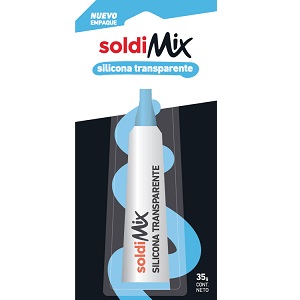 NUEVO
EMPAQUE
soldiMix
silicona transparente
soldiMix
SILICONA TRANSPARENTE
35g
CONT.
NETO